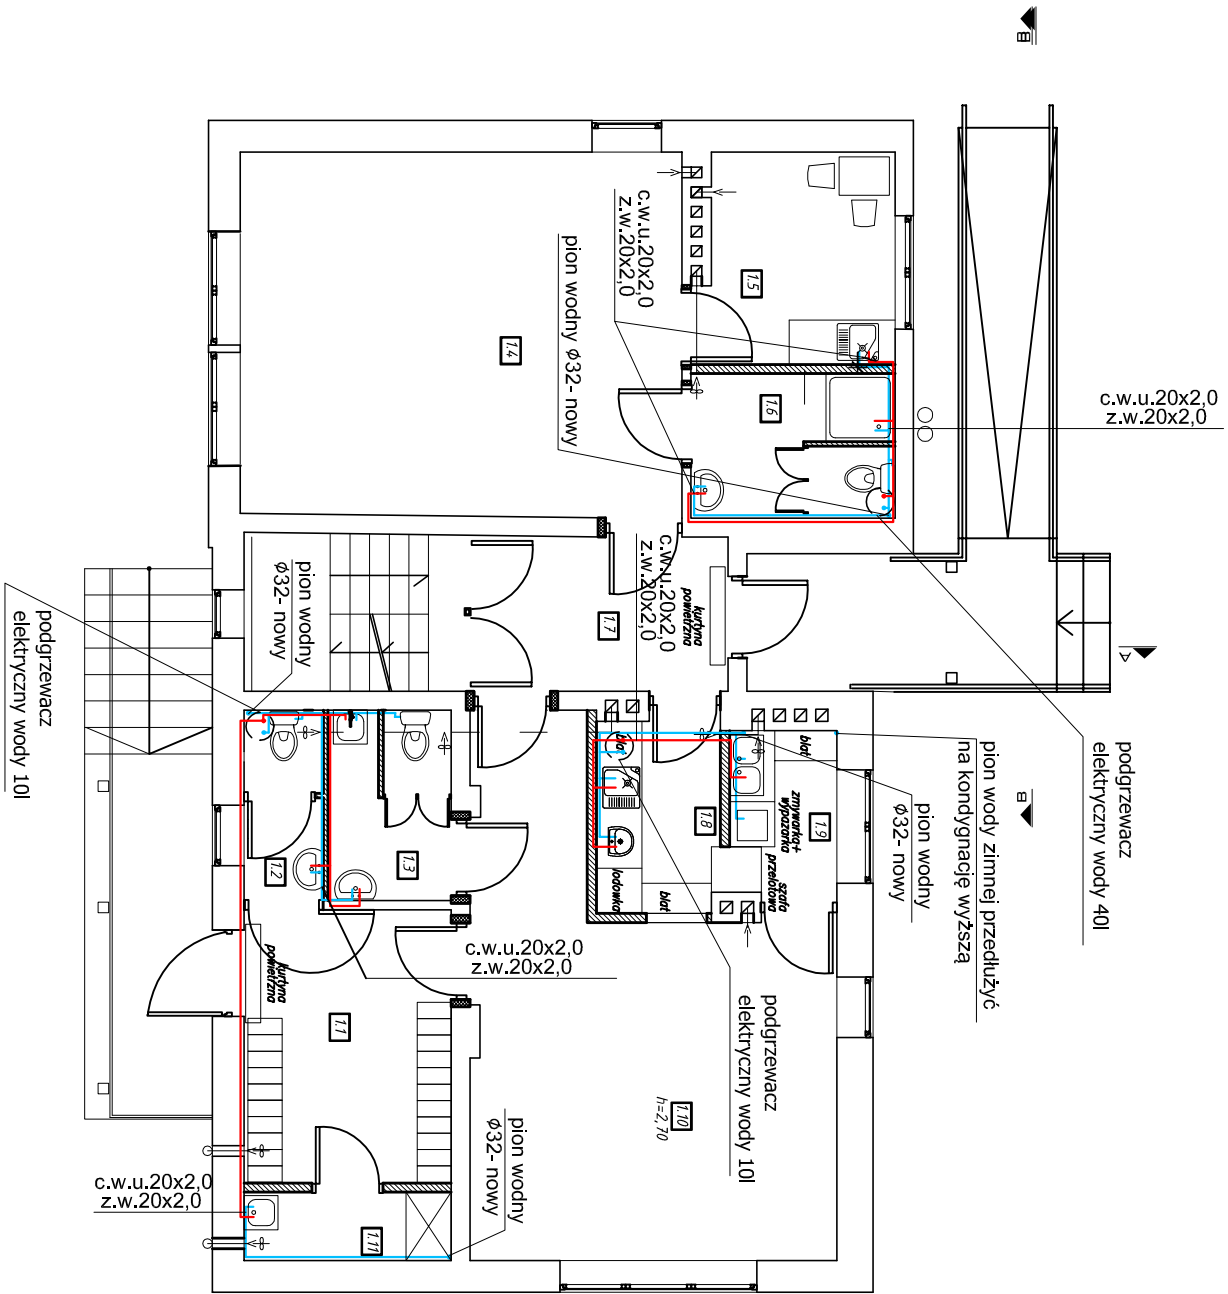 B
c.w.u.20x2,0
z.w.20x2,0
c.w.u.20x2,0
z.w.20x2,0
pion wodny ϕ32- nowy
1.5
1.4
1.6
c.w.u.20x2,0
z.w.20x2,0
kurtyna
powietrzna
1.7
A
pion wodny
ϕ32- nowy
podgrzewacz
elektryczny wody 10l
blat
blat
zmywarka+
wyparzarka
1.9
1.8
szafa
przelotowa
lodówka
blat
pion wodny
ϕ32- nowy
pion wody zimnej przedłużyć
na kondygnację wyższą
B
podgrzewacz
elektryczny wody 40l
1.2
1.3
c.w.u.20x2,0
z.w.20x2,0
kurtyna
powietrzna
1.1
podgrzewacz
elektryczny wody 10l
1.10
h=2,70
pion wodny
ϕ32- nowy
c.w.u.20x2,0
z.w.20x2,0
1.11